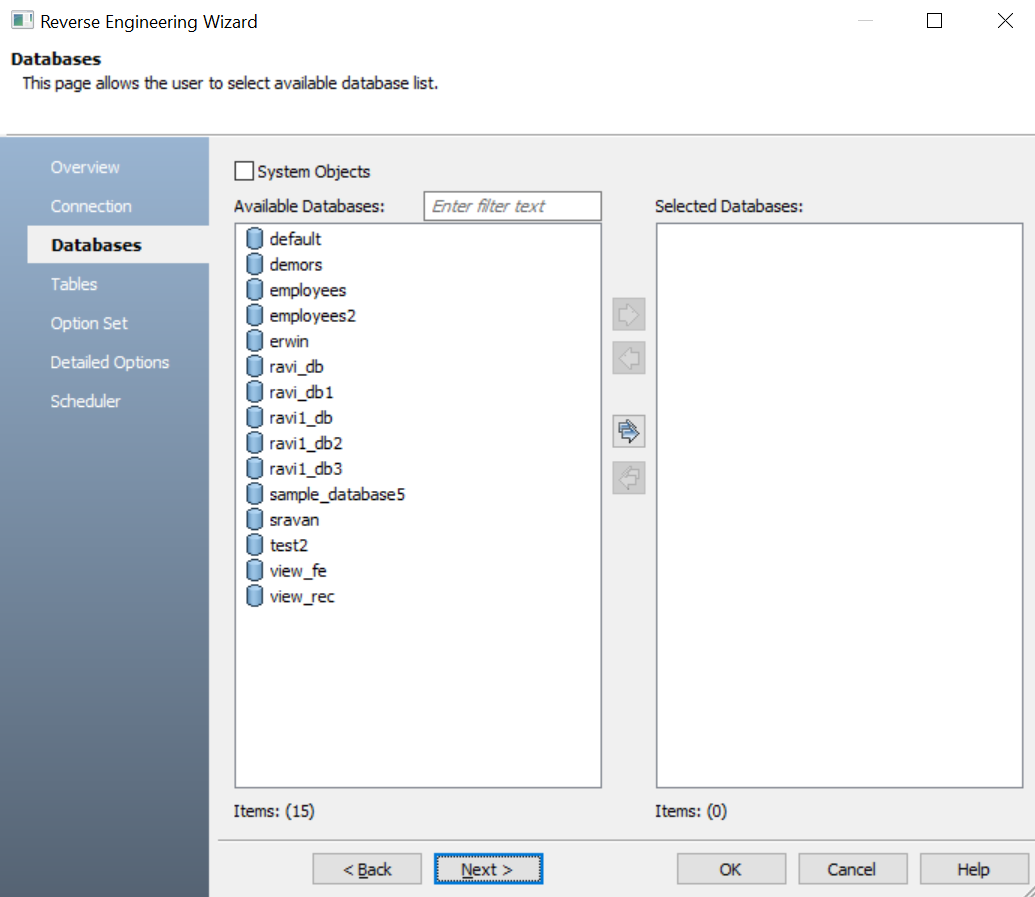 Reverse Engineering Wizard
Databases
This page allows the user to select available database list.
Overview
Connection
Databases
Tables
Option Set
Detailed Options
Scheduler
System Objects
Available Databases:
Enter filter text
default
demors
employees
employees2
erwin
ravi_db
ravi_db1
ravi1_db
ravi1_db2
ravi1_db3
sample_database5
sravan
test2
view_fe
view_rec
Items: (15)
Selected Databases:
Items: (0)
< Back
Next >
OK
Cancel
Help